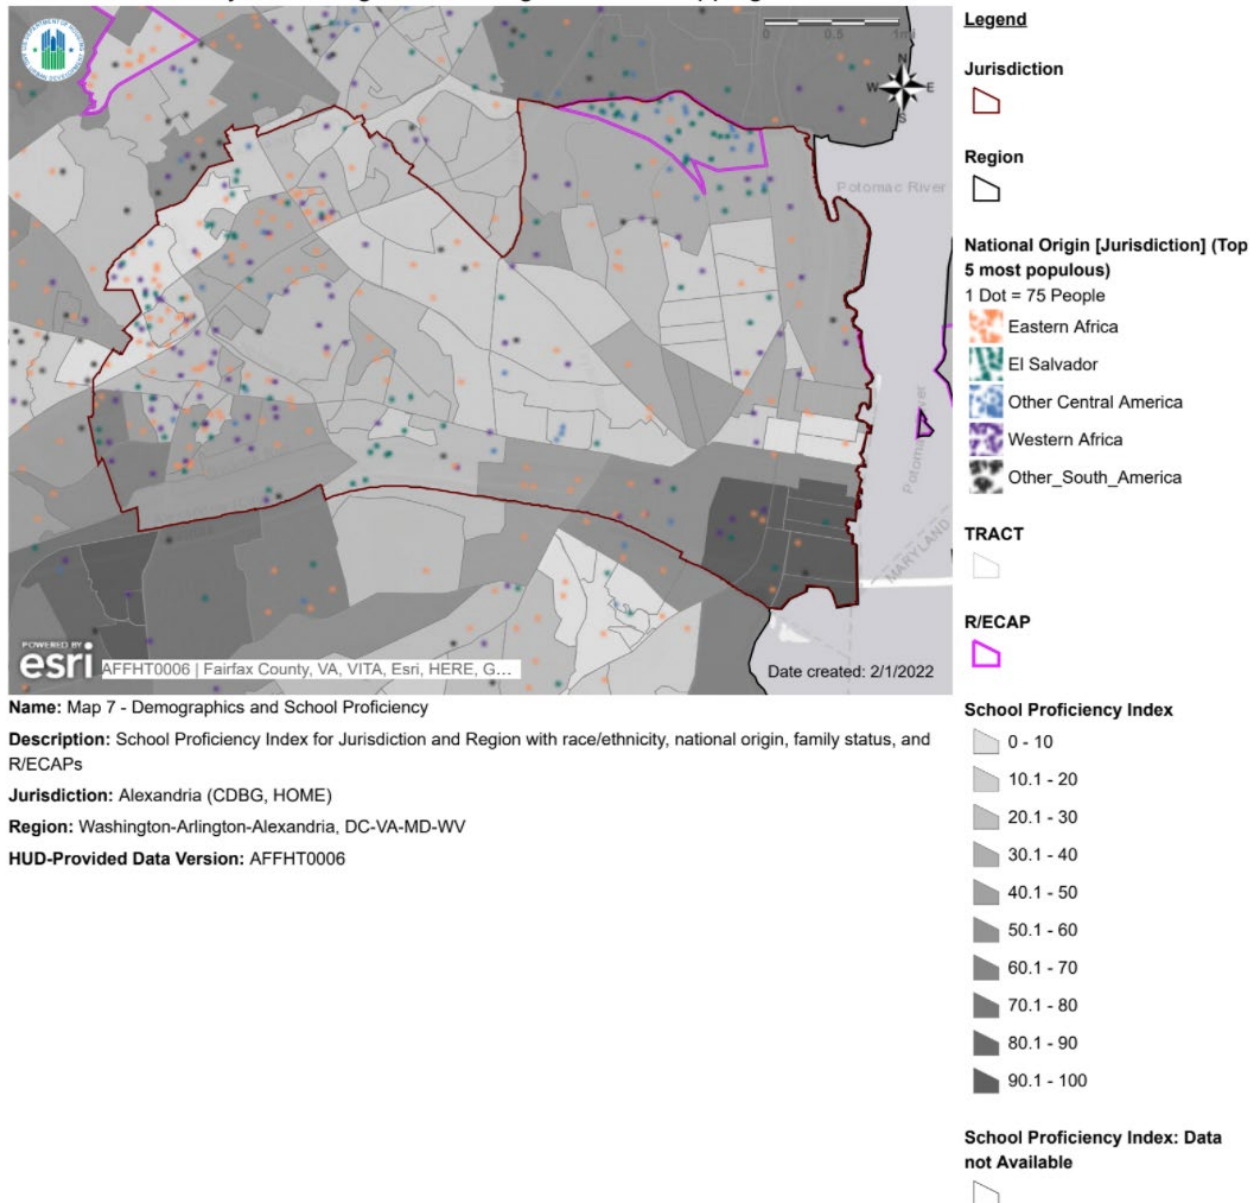 0 0.5 1mi
N
W E
S
Potomac River
Potomac River
MARYLAND
POWERED BY
esri
AFFHT0006 | Fairfax County, VA, VITA, Esri, HERE, G...
Date created: 2/1/2022
Name: Map 7 - Demographics and School Proficiency
Description: School Proficiency Index for Jurisdiction and Region with race/ethnicity, national origin, family status, and
R/ECAPs
Jurisdiction: Alexandria (CDBG, HOME)
Region: Washington-Arlington-Alexandria, DC-VA-MD-WV
HUD-Provided Data Version: AFFHT0006
Legend
Jurisdiction
Region
National Origin [Jurisdiction] (Top
5 most populous)
1 Dot = 75 People
Eastern Africa
El Salvador
Other Central America
Western Africa
Other_South_America
TRACT
R/ECAP
School Proficiency Index
0 - 10
10.1 - 20
20.1 - 30
30.1 - 40
40.1 - 50
50.1 - 60
60.1 - 70
70.1 - 80
80.1 - 90
90.1 - 100
School Proficiency Index: Data
not Available